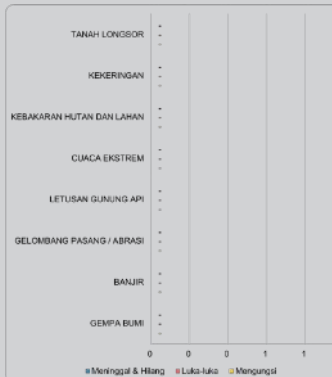 TANAH LONGSOR
-
-
-
KEKERINGAN
-
-
-
KEBAKARAN HUTAN DAN LAHAN
-
-
-
CUACA EKSTREM
-
-
-
LETUSAN GUNUNG API
-
-
-
GELOMBANG PASANG / ABRASI
-
-
-
BANJIR
-
-
-
GEMPA BUMI
-
-
-
0 0 0 1 1
Meninggal & Hilang Luka-luka Mengungsi